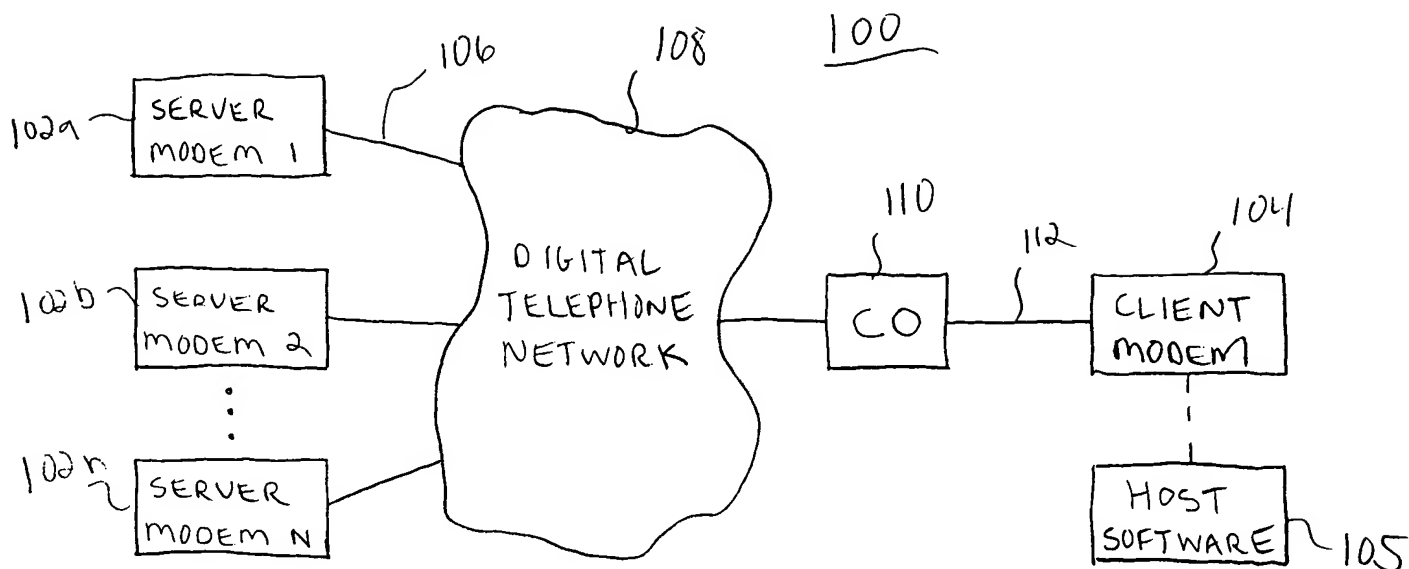 100
106
108
102a
SERVER
MODEM 1
110
104
112
DIGITAL
TELEPHONE
NETWORK
102b
SERVER
MODEM 2
CO
CLIENT
MODEM
102n
SERVER
MODEM N
HOST
SOFTWARE
105